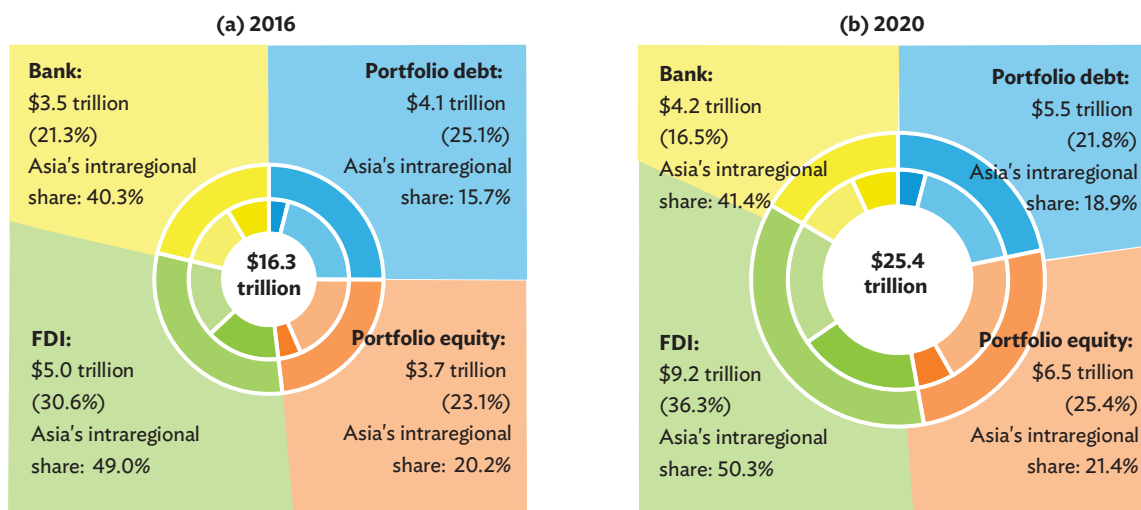 (a) 2016
Bank:
$3.5 trillion
(21.3%)
Asia's intraregional
share: 40.3%
Portfolio debt:
$4.1 trillion
(25.1%)
Asia's intraregional
share: 15.7%
$16.3
trillion
FDI:
$5.0 trillion
(30.6%)
Asia's intraregional
share: 49.0%
Portfolio equity:
$3.7 trillion
(23.1%)
Asia's intraregional
share: 20.2%
(b) 2020
Bank:
$4.2 trillion
(16.5%)
Asia's intraregional
share: 41.4%
Portfolio debt:
$5.5 trillion
(21.8%)
Asia's intraregional
share: 18.9%
$25.4
trillion
FDI:
$9.2 trillion
(36.3%)
Asia's intraregional
share: 50.3%
Portfolio equity:
$6.5 trillion
(25.4%)
Asia's intraregional
share: 21.4%